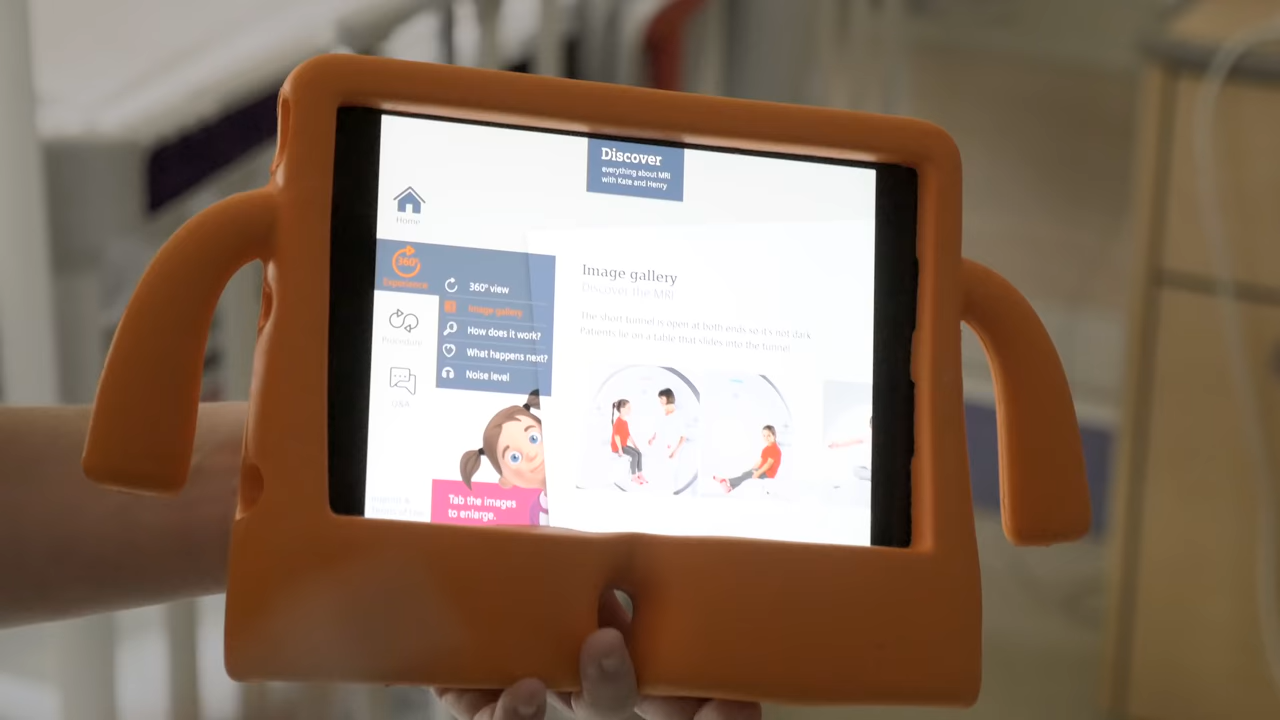 Discover
everything about MRI
with Kate and Henry
Home
360°
Experience
360° view
Image gallery
How does it work?
What happens next?
Noise level
Procedure
Q&A
Image gallery
Discover the MRI
The short tunnel is open at both ends so it's not dark.
Patients lie on a table that slides into the tunnel.
Tab the images
to enlarge.